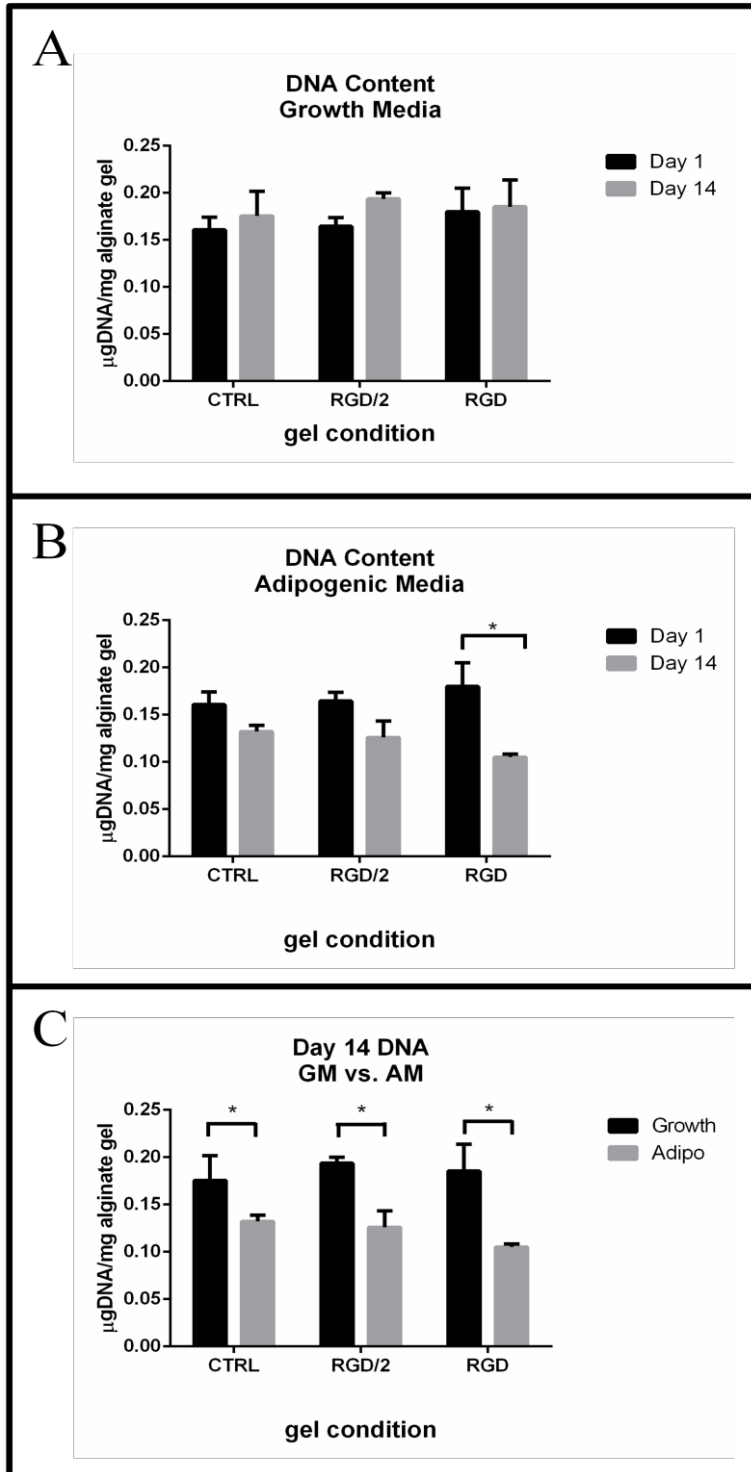 A
DNA Content
Growth Media
μgDNA/mg alginate gel
0.25
0.20
0.15
0.10
0.05
0.00
CTRL
RGD/2
RGD
gel condition
Day 1
Day 14
B
DNA Content
Adipogenic Media
μgDNA/mg alginate gel
0.25
0.20
0.15
0.10
0.05
0.00
*
CTRL
RGD/2
RGD
gel condition
Day 1
Day 14
C
Day 14 DNA
GM vs. AM
μgDNA/mg alginate gel
0.25
0.20
0.15
0.10
0.05
0.00
*
*
*
CTRL
RGD/2
RGD
gel condition
Growth
Adipo